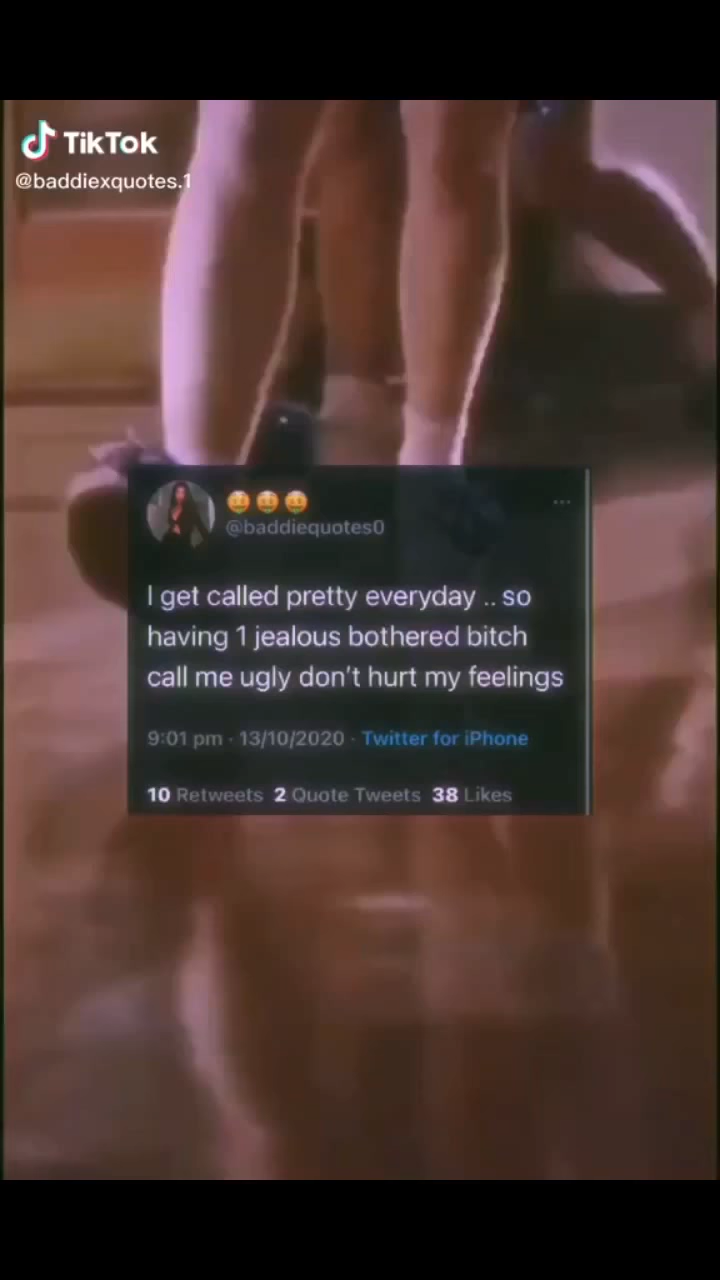 TikTok
@baddiexquotes.1
🤑🤑🤑
@baddiequotes0
I get called pretty everyday .. so
having 1 jealous bothered bitch
call me ugly don’t hurt my feelings
9:01 pm · 13/10/2020 · Twitter for iPhone
10 Retweets 2 Quote Tweets 38 Likes